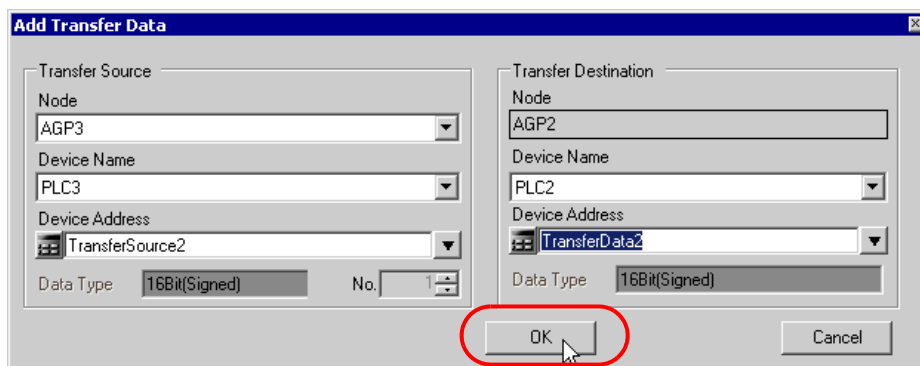 Add Transfer Data
Transfer Source
Node
AGP3
Device Name
PLC3
Device Address
TransferSource2
Data Type 16Bit(Signed) No. 1
Transfer Destination
Node
AGP2
Device Name
PLC2
Device Address
TransferData2
Data Type 16Bit(Signed)
OK Cancel